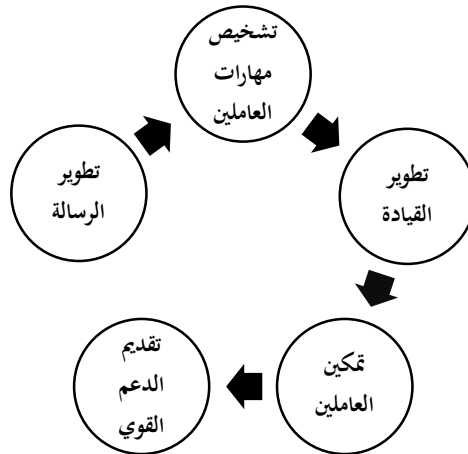 تشخيص
مهارات
العاملين
تطوير
القيادة
تمكين
العاملين
تقديم
الدعم
القوي
تطوير
الرسالة